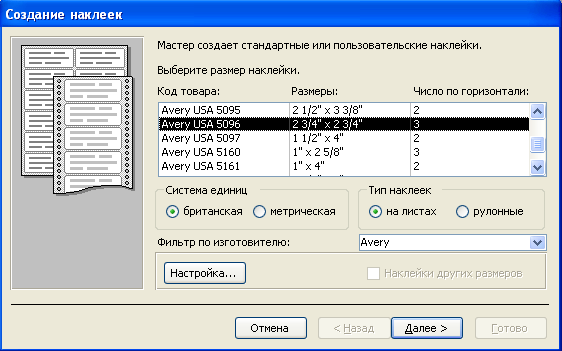 Создание наклеек
Мастер создает стандартные или пользовательские наклейки.
Выберите размер наклейки.
Код товара: Размеры: Число по горизонтали:
Avery USA 5095 2 1/2" x 3 3/8" 2
Avery USA 5096 2 3/4" x 2 3/4" 3
Avery USA 5097 1 1/2" x 4" 2
Avery USA 5160 1" x 2 5/8" 3
Avery USA 5161 1" x 4" 2
Система единиц Тип наклеек
британская метрическая на листах рулонные
Фильтр по изготовителю: Avery
Настройка... Наклейки других размеров
Отмена < Назад Далее > Готово